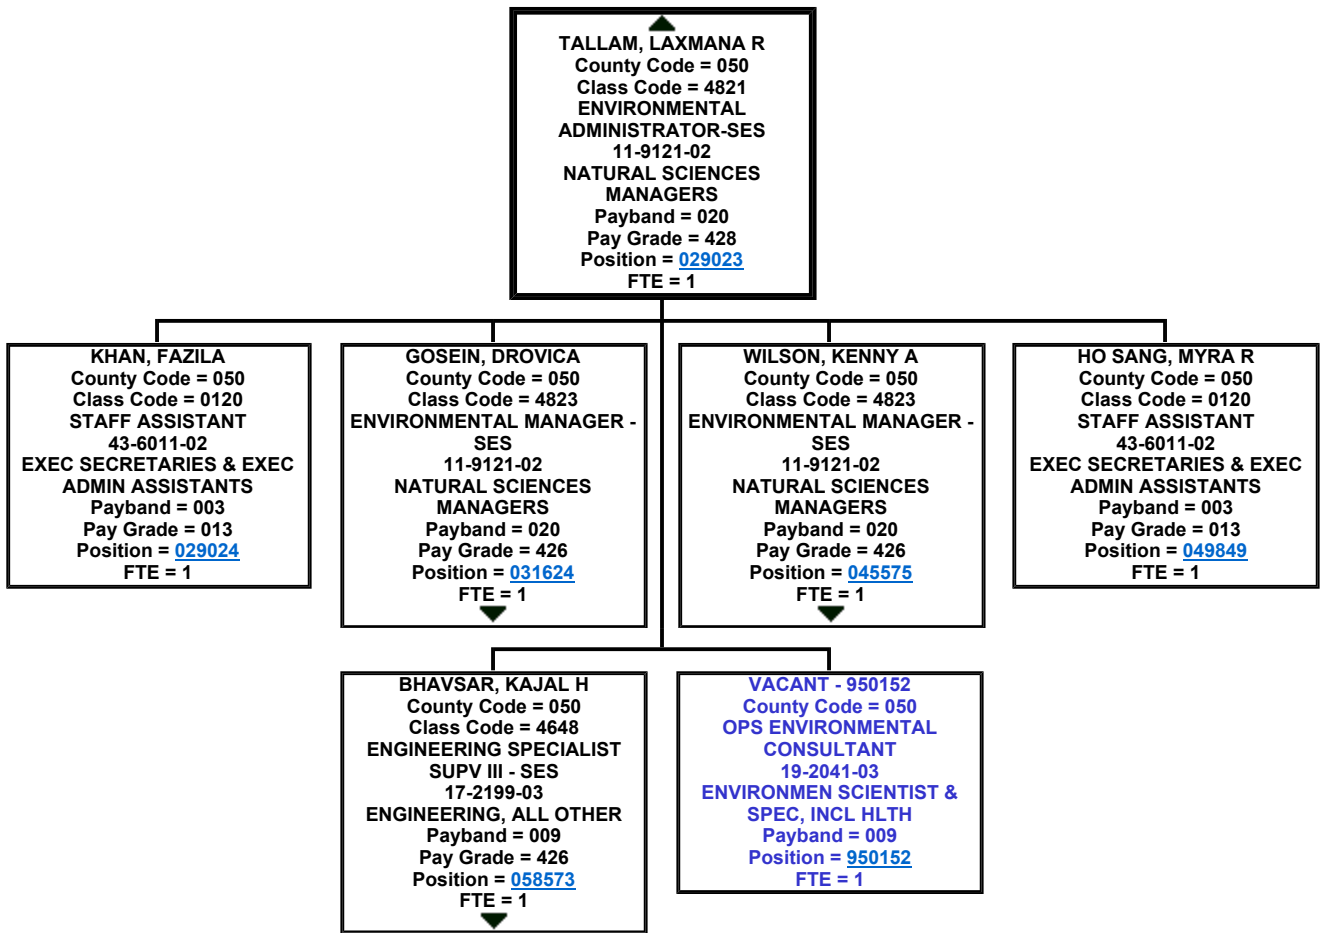 TALLAM, LAXMANA R
County Code = 050
Class Code = 4821
ENVIRONMENTAL
ADMINISTRATOR-SES
11-9121-02
NATURAL SCIENCES
MANAGERS
Payband = 020
Pay Grade = 428
Position = 029023
FTE = 1
KHAN, FAZILA
County Code = 050
Class Code = 0120
STAFF ASSISTANT
43-6011-02
EXEC SECRETARIES & EXEC
ADMIN ASSISTANTS
Payband = 003
Pay Grade = 013
Position = 029024
FTE = 1
GOSEIN, DROVICA
County Code = 050
Class Code = 4823
ENVIRONMENTAL MANAGER -
SES
11-9121-02
NATURAL SCIENCES
MANAGERS
Payband = 020
Pay Grade = 426
Position = 031624
FTE = 1
WILSON, KENNY A
County Code = 050
Class Code = 4823
ENVIRONMENTAL MANAGER -
SES
11-9121-02
NATURAL SCIENCES
MANAGERS
Payband = 020
Pay Grade = 426
Position = 045575
FTE = 1
HO SANG, MYRA R
County Code = 050
Class Code = 0120
STAFF ASSISTANT
43-6011-02
EXEC SECRETARIES & EXEC
ADMIN ASSISTANTS
Payband = 003
Pay Grade = 013
Position = 049849
FTE = 1
BHAVSAR, KAJAL H
County Code = 050
Class Code = 4648
ENGINEERING SPECIALIST
SUPV III - SES
17-2199-03
ENGINEERING, ALL OTHER
Payband = 009
Pay Grade = 426
Position = 058573
FTE = 1
VACANT - 950152
County Code = 050
OPS ENVIRONMENTAL
CONSULTANT
19-2041-03
ENVIRONMEN SCIENTIST &
SPEC, INCL HLTH
Payband = 009
Position = 950152
FTE = 1